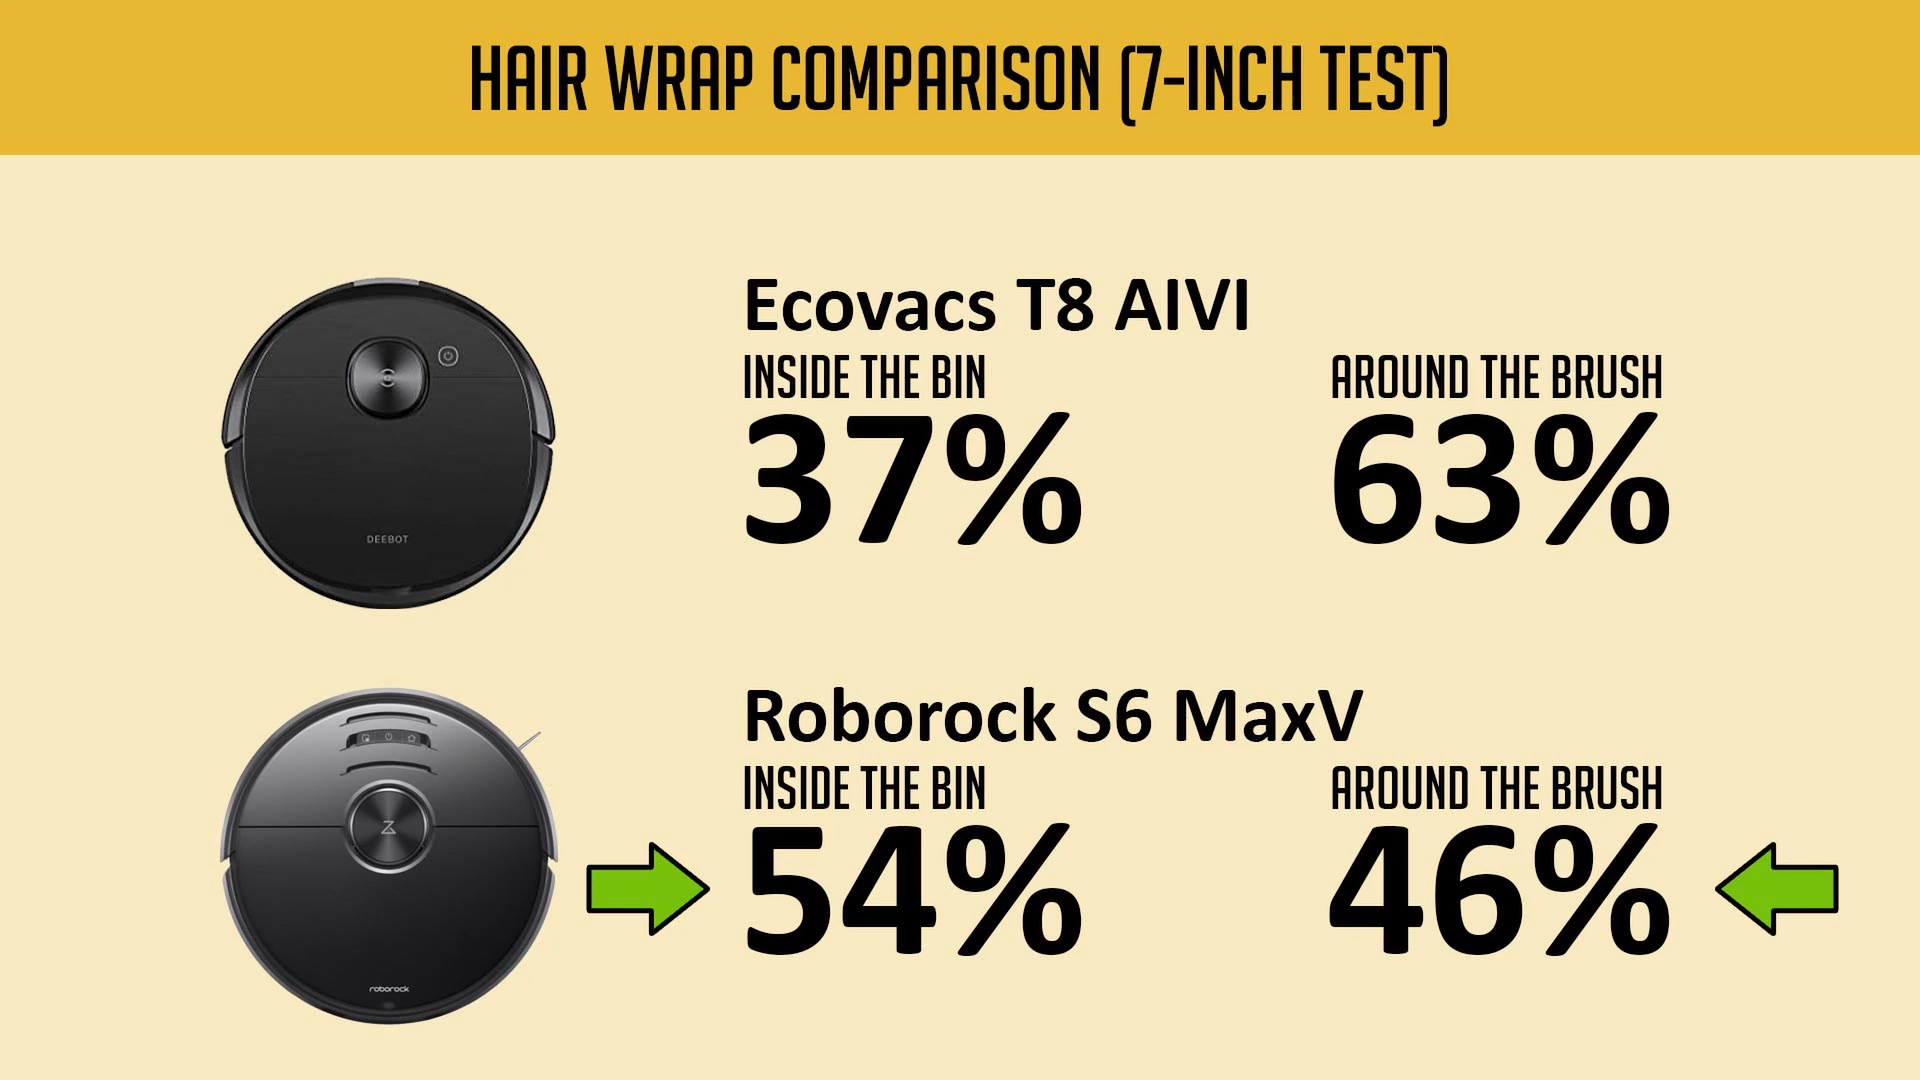 HAIR WRAP COMPARISON (7-INCH TEST)
Ecovacs T8 AIVI
INSIDE THE BIN
AROUND THE BRUSH
37%
63%
DEEBOT
Roborock S6 MaxV
INSIDE THE BIN
AROUND THE BRUSH
54%
46%
roborock